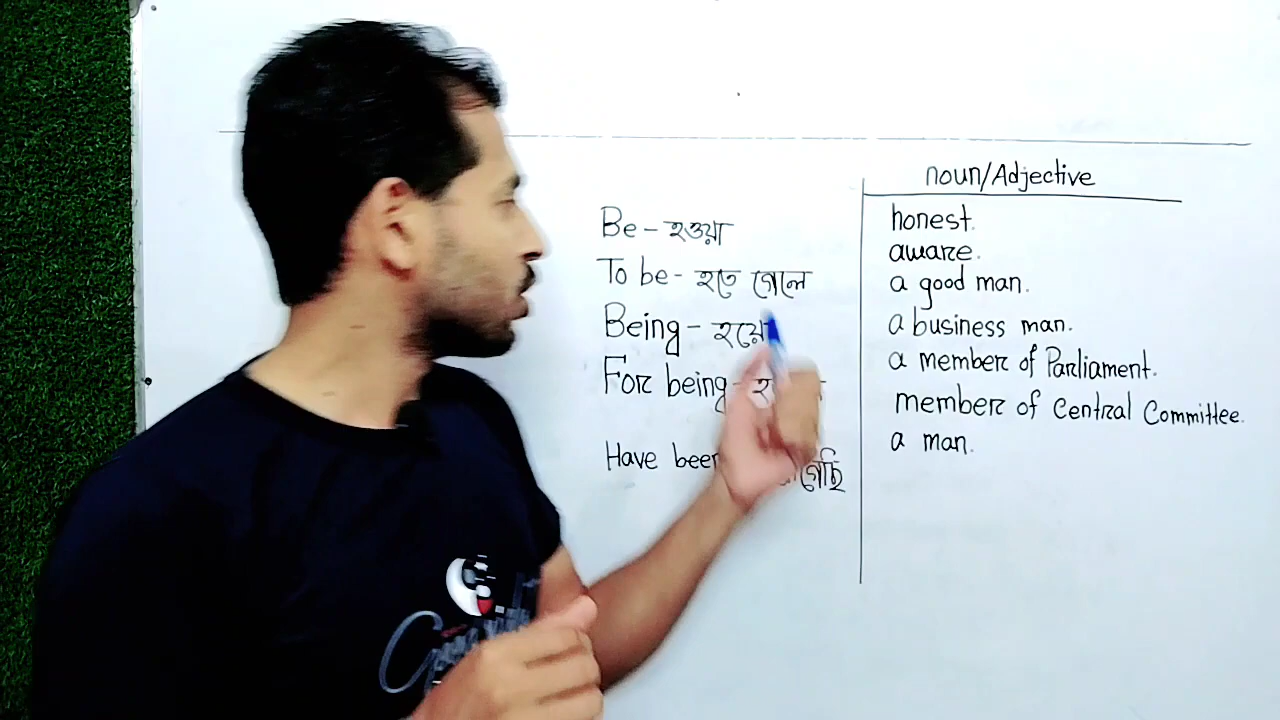 noun/Adjective
Be - হওয়া
To be - হতে গেলে
Being - হয়ে
For being -
Have been
honest.
aware.
a good man.
a business man.
a member of Parliament.
member of Central Committee.
a man.